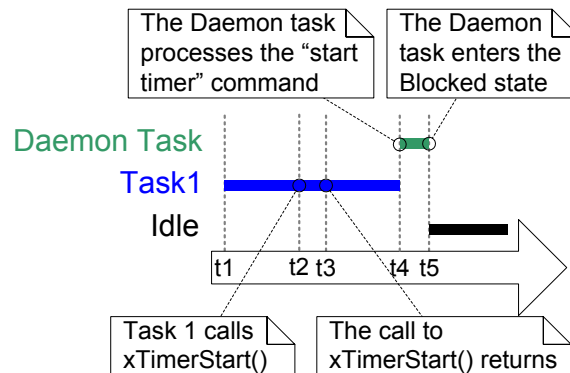 The Daemon task
processes the “start
timer” command
The Daemon
task enters the
Blocked state
Daemon Task
Task1
Idle
t1 t2 t3 t4 t5
Task 1 calls
xTimerStart()
The call to
xTimerStart() returns